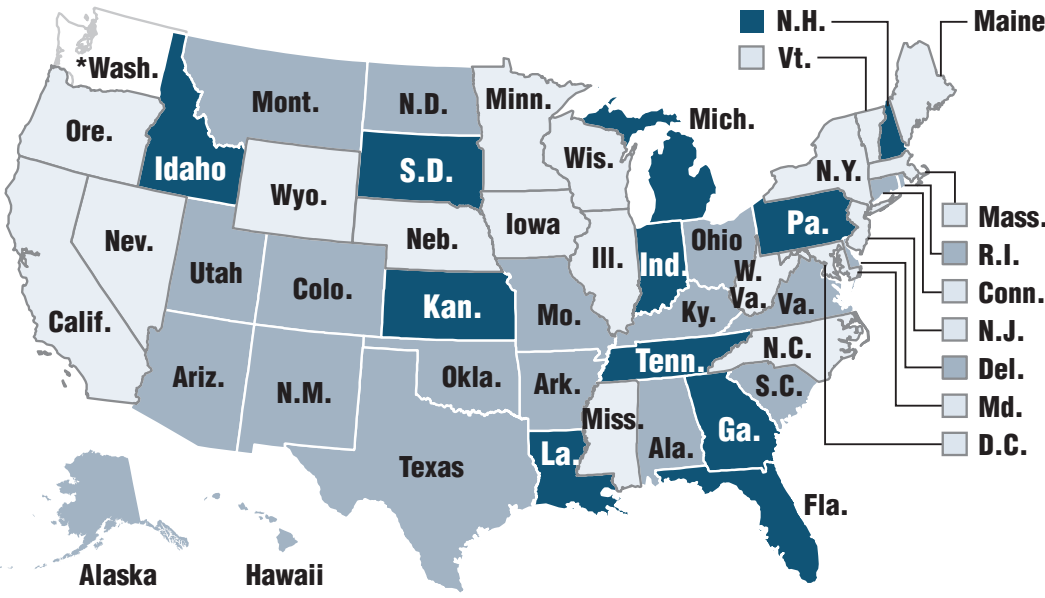 N.H.
Maine
Vt.
*Wash.
Mont.
N.D.
Minn.
Mich.
Ore.
Idaho
S.D.
Wis.
N.Y.
Wyo.
Mass.
Pa.
Iowa
Neb.
Nev.
Ohio
R.I.
Ill.
Ind.
W.
Va.
Utah
Colo.
Conn.
Va.
Kan.
Ky.
Mo.
Calif.
N.J.
N.C.
Tenn.
Del.
Ariz.
Okla.
Ark.
S.C.
N.M.
Md.
Miss.
Ga.
Ala.
D.C.
La.
Texas
Fla.
Alaska
Hawaii